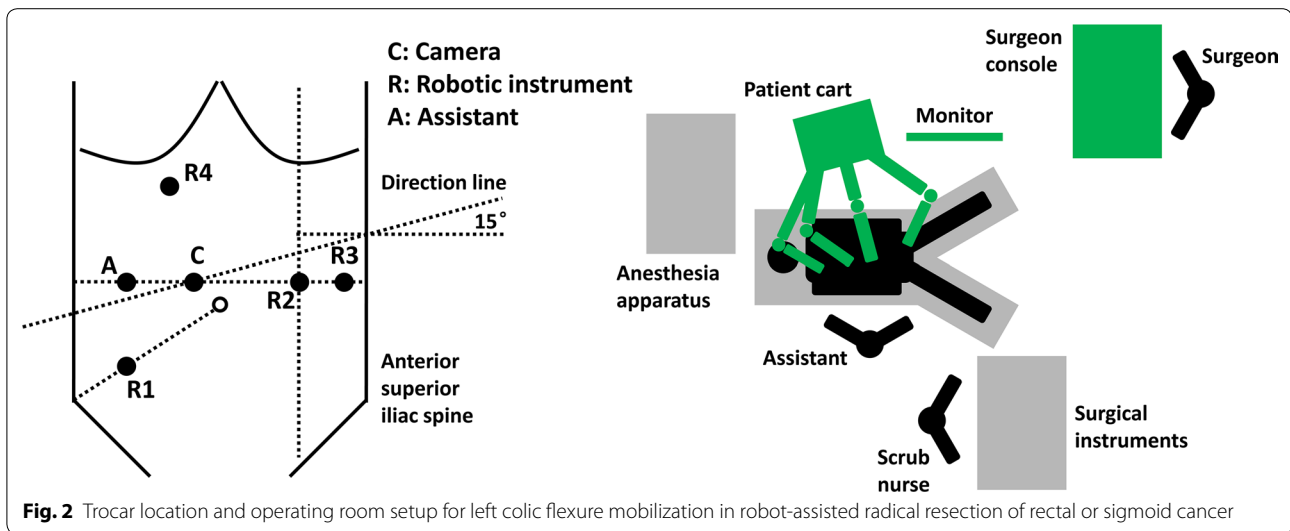 C: Camera
R: Robotic instrument
A: Assistant
R4
Direction line
15°
A
C
R2
R3
R1
Anterior
superior
iliac spine
Surgeon
console
Surgeon
Patient cart
Monitor
Anesthesia
apparatus
Assistant
Scrub
nurse
Surgical
instruments
Fig. 2 Trocar location and operating room setup for left colic flexure mobilization in robot-assisted radical resection of rectal or sigmoid cancer